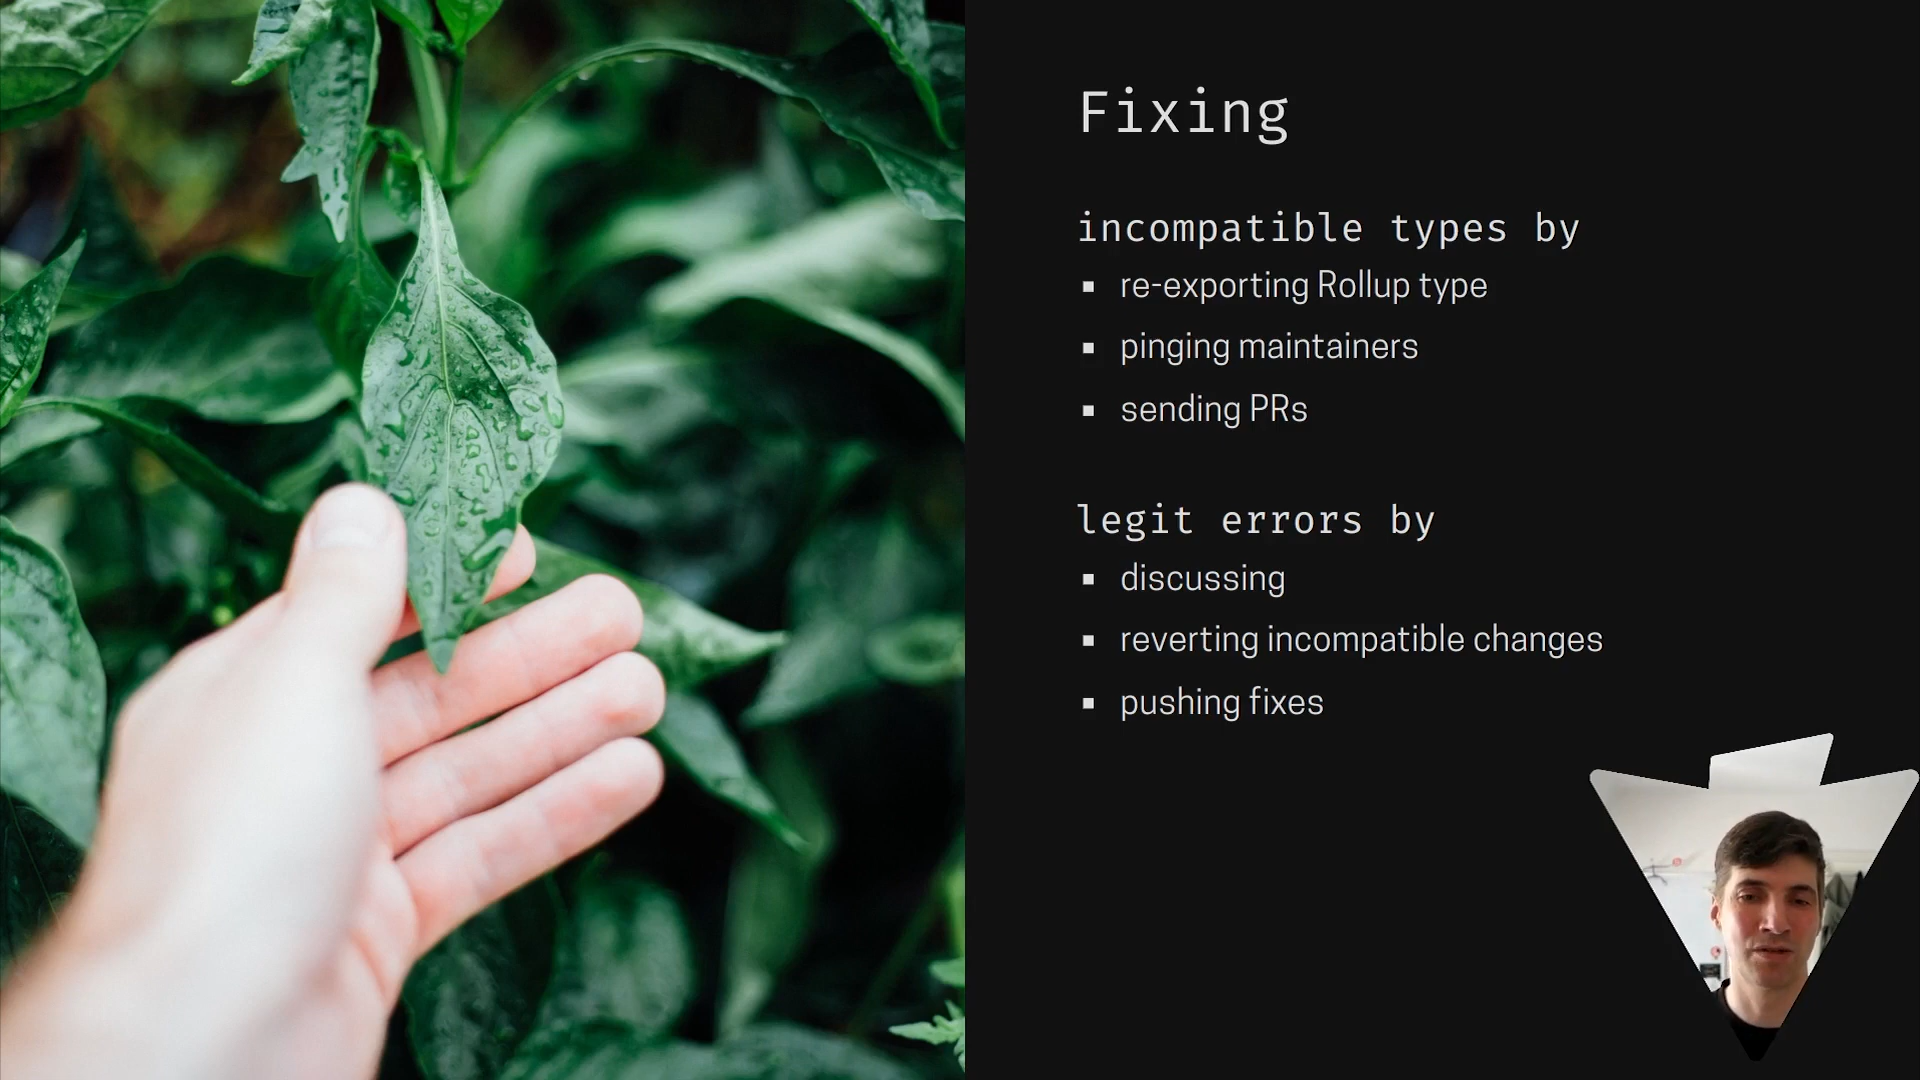 Fixing
incompatible types by
▪ re-exporting Rollup type
▪ pinging maintainers
▪ sending PRs
legit errors by
▪ discussing
▪ reverting incompatible changes
▪ pushing fixes